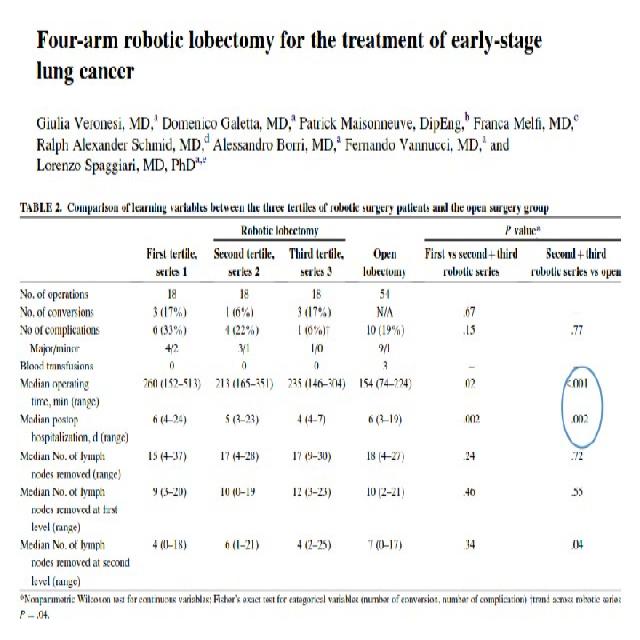 Four-arm robotic lobectomy for the treatment of early-stage
lung cancer
Giulia Veronesi, MD,a Domenico Galetta, MD,a Patrick Maisonneuve, DipEng,b Franca Melfi, MD,c
Ralph Alexander Schmid, MD,d Alessandro Borri, MD,a Fernando Vannucci, MD,a and
Lorenzo Spaggiari, MD, PhDa,e
TABLE 2. Comparison of learning variables between the three tertiles of robotic surgery patients and the open surgery group
Robotic lobectomy P valuea
First tertile, Second tertile, Third tertile, Open First vs second + third Second + third
series 1 series 2 series 3 lobectomy robotic series robotic series vs open
No. of operations 18 18 18 54
No. of conversions 3 (17%) 1 (6%) 3 (17%) N/A .67 –
No of complications 6 (33%) 4 (22%) 1 (6%)† 10 (19%) .15 .77
Major/minor 4/2 3/1 1/0 9/1
Blood transfusions 0 0 0 3 –
Median operating 260 (152–513) 213 (165–351) 235 (146–304) 154 (74–224) 02 <.001
time, min (range)
Median postop 6 (4–24) 5 (3–23) 4 (4–7) 6 (3–19) .002 .002
hospitalization, d (range)
Median No. of lymph 15 (4–37) 17 (4–28) 17 (9–30) 18 (4–27) .24 .72
nodes removed (range)
Median No. of lymph 9 (3–20) 10 (0–19 12 (3–23) 10 (2–21) .46 .55
nodes removed at first
level (range)
Median No. of lymph 4 (0–18) 6 (1–21) 4 (2–25) 7 (0–17) .34 .04
nodes removed at second
level (range)
aNonparametric Wilcoxon test for continuous variables; Fisher's exact test for categorical variables (number of conversion, number of complication) †trend across robotic series
P = .04.